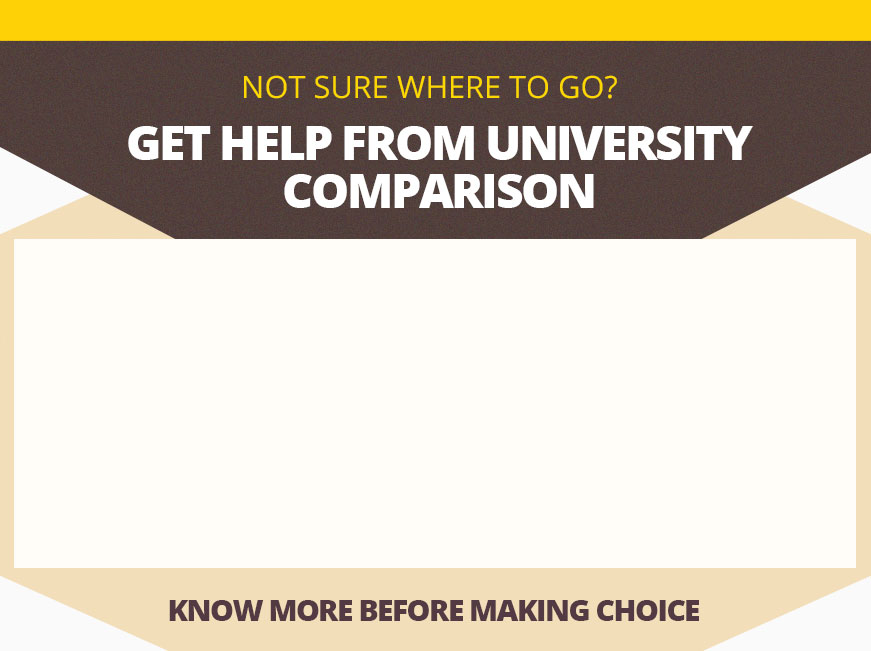 NOT SURE WHERE TO GO?
GET HELP FROM UNIVERSITY
COMPARISON
KNOW MORE BEFORE MAKING CHOICE